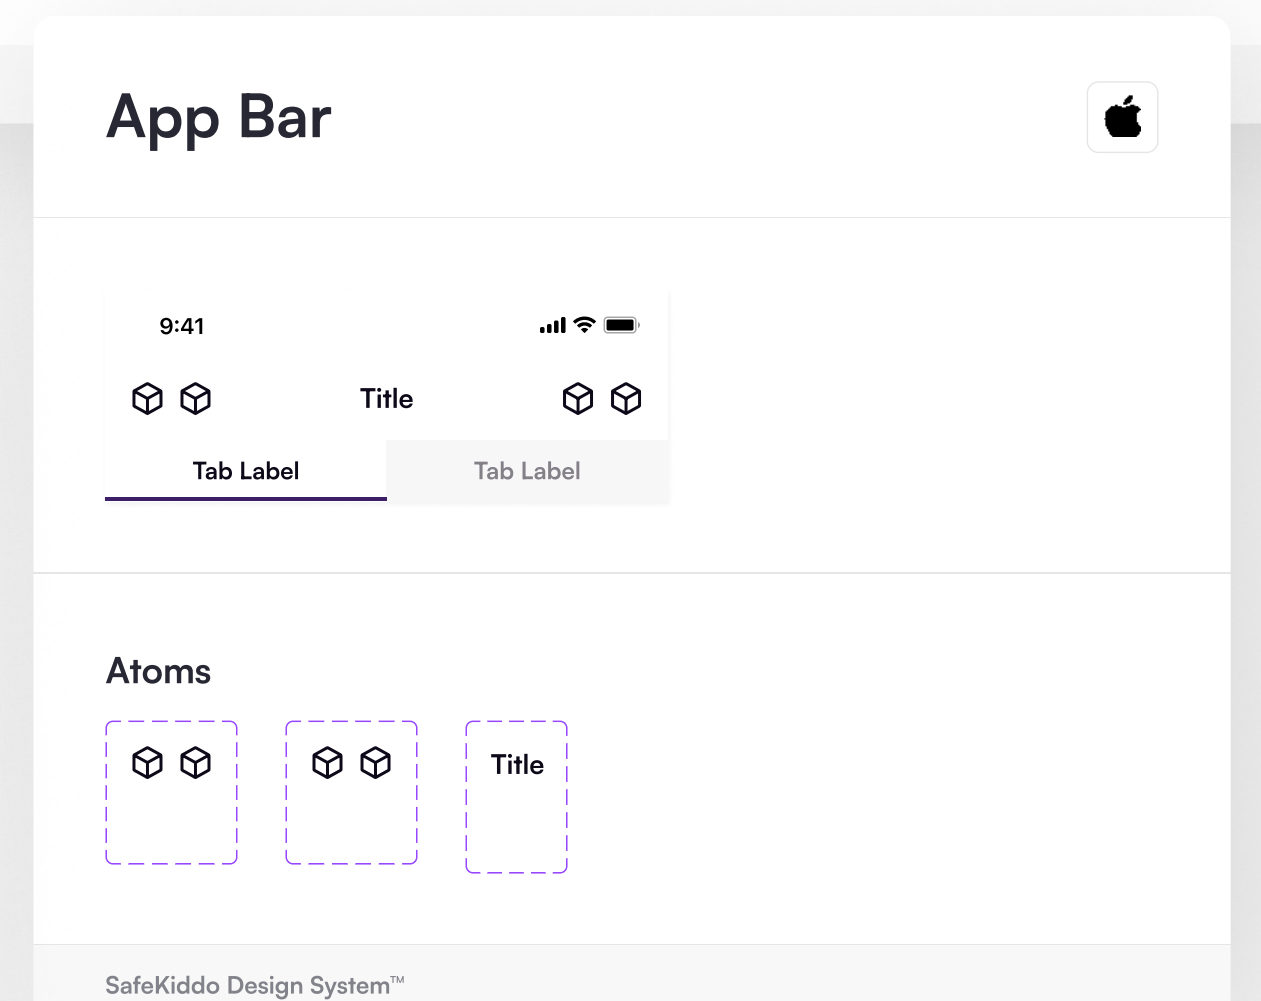 App Bar
9:41
Title
Tab Label
Tab Label
Atoms
Title
SafeKiddo Design System™